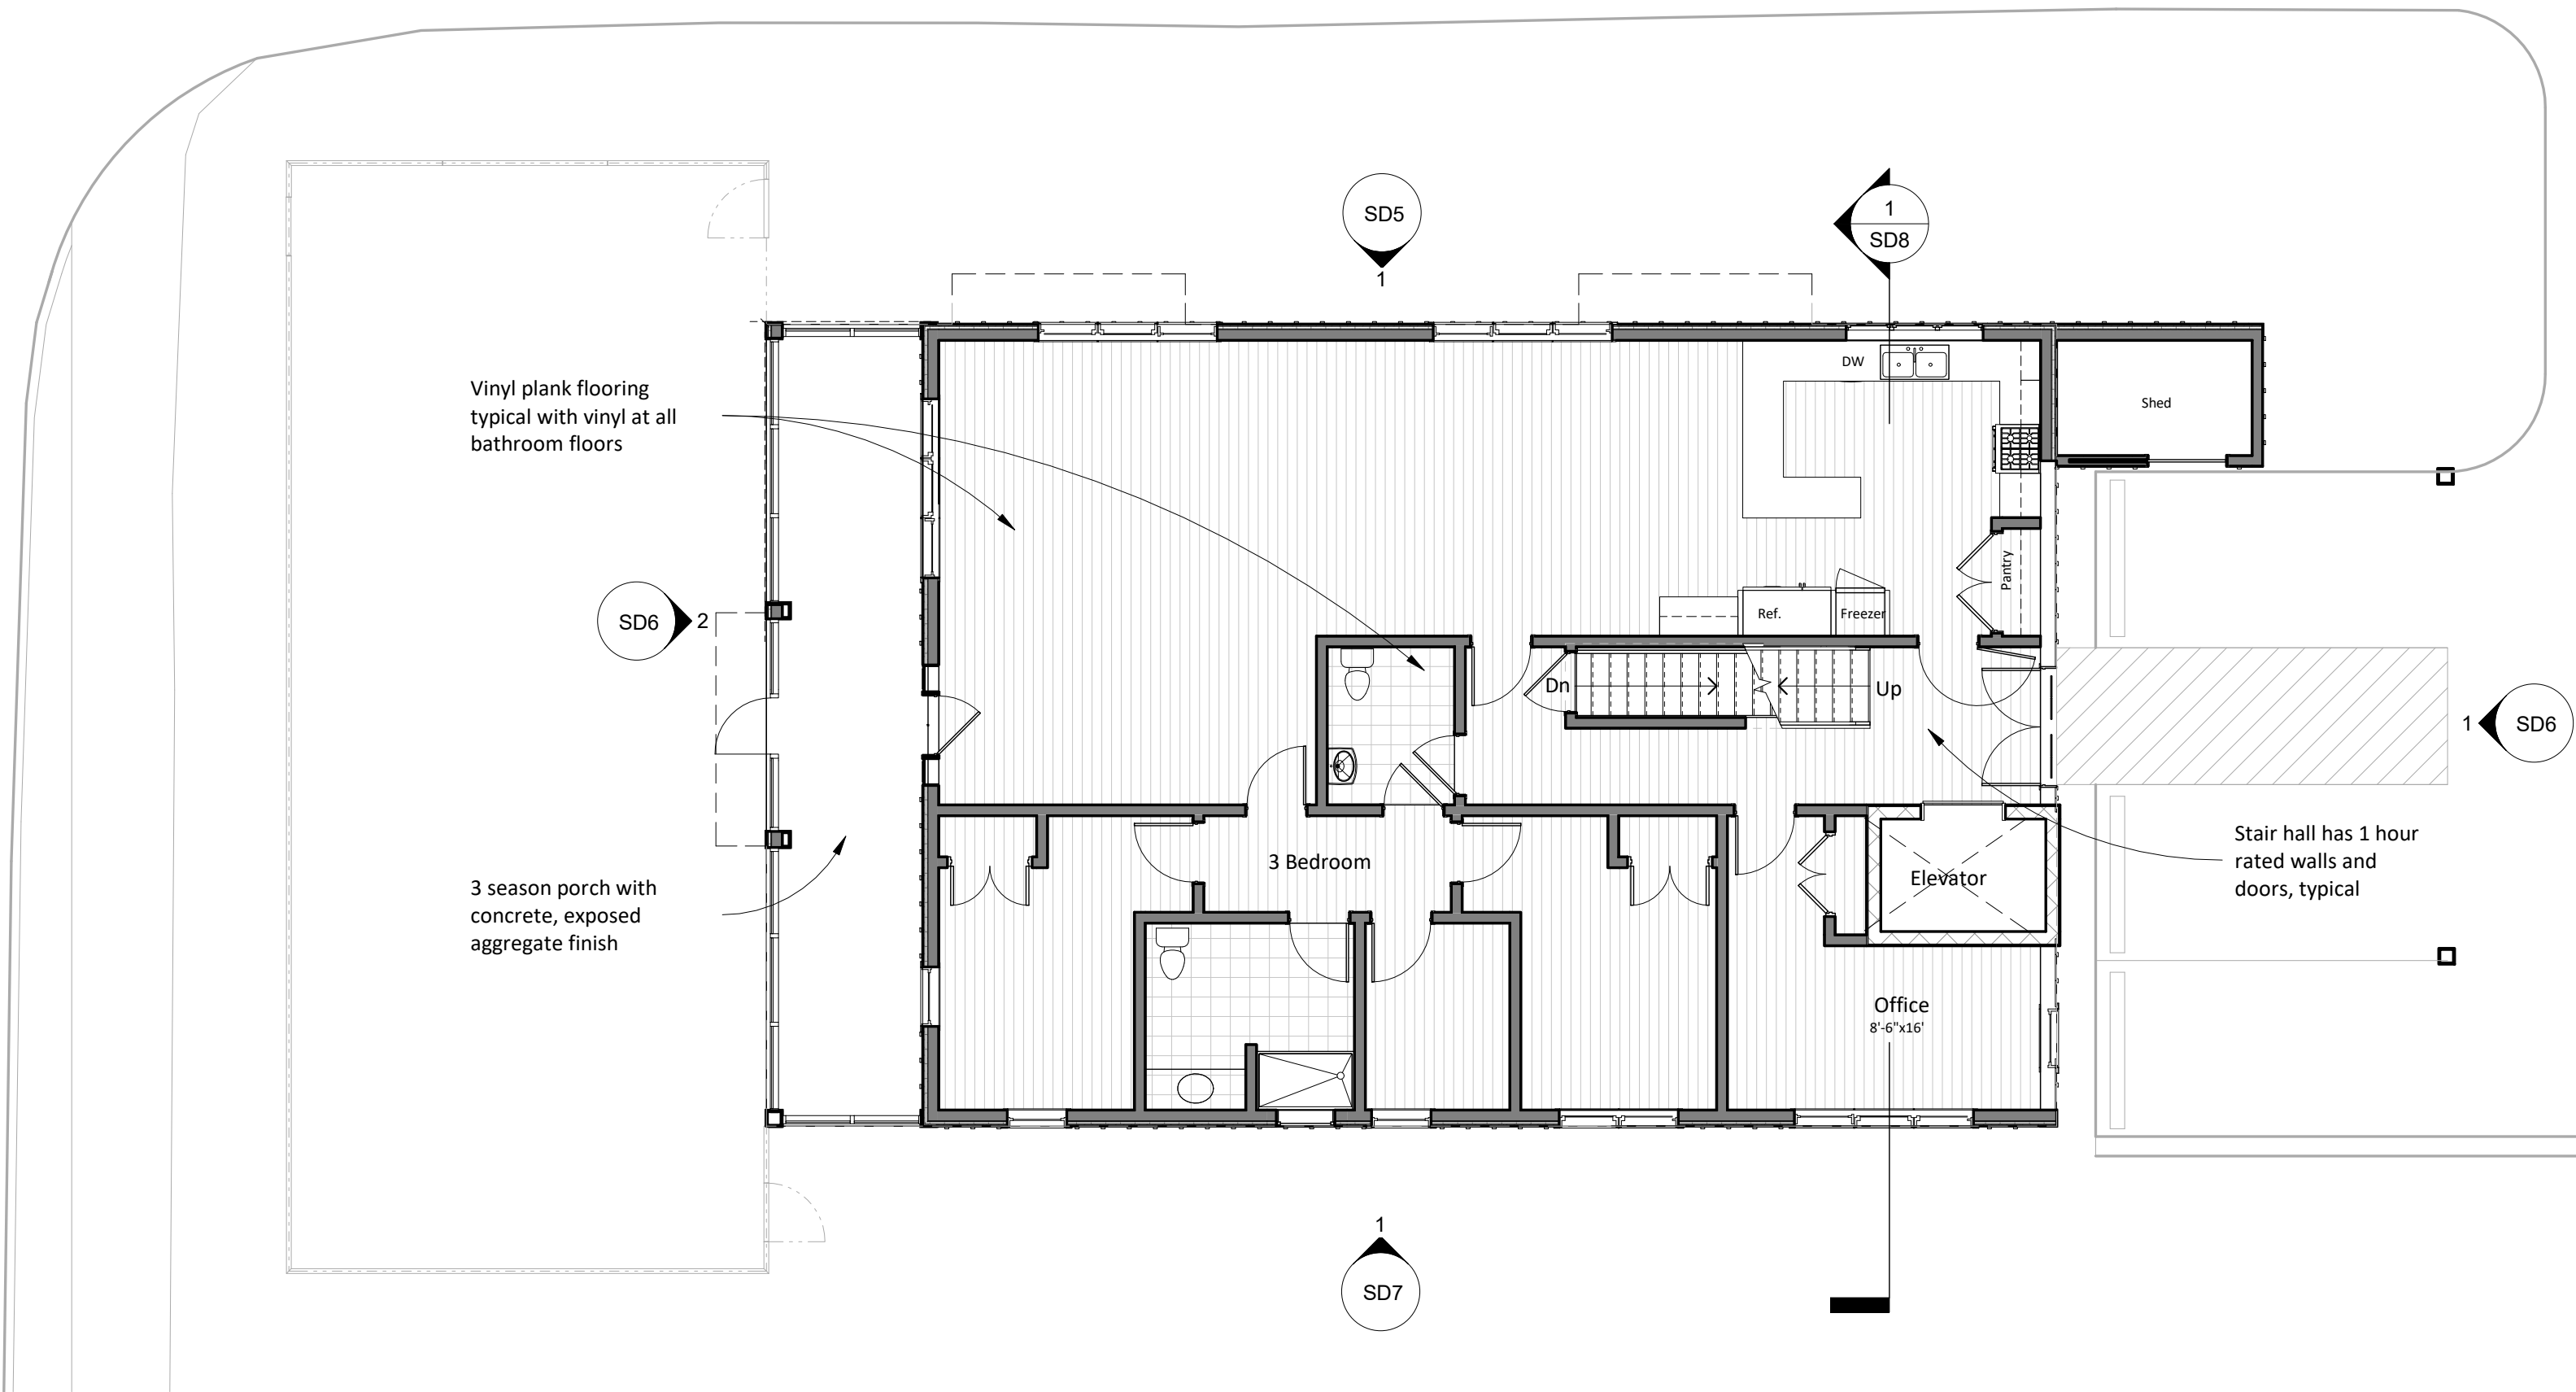 SD5
1
1
SD8
Vinyl plank flooring
typical with vinyl at all
bathroom floors
DW
Shed
Pantry
Ref.
Freezer
SD6
2
Dn
Up
1
SD6
3 Bedroom
Elevator
Stair hall has 1 hour
rated walls and
doors, typical
3 season porch with
concrete, exposed
aggregate finish
Office
8'-6"x16'
1
SD7